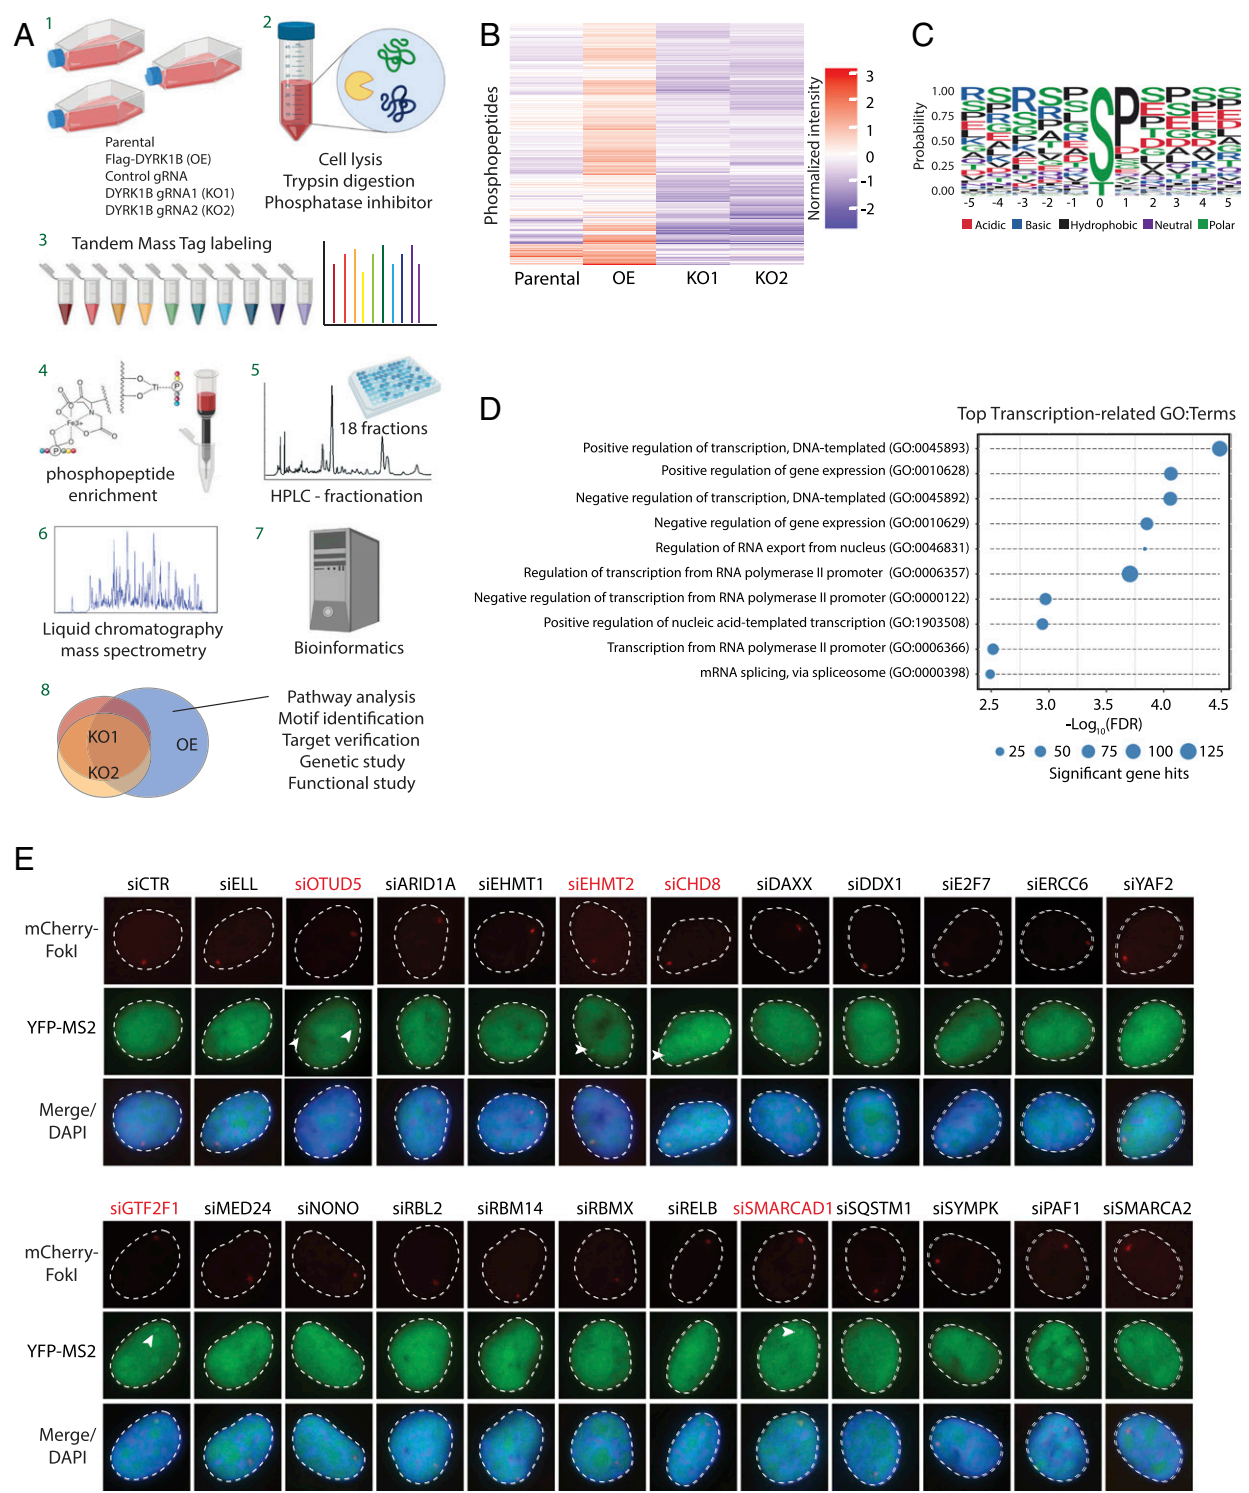 A
1
2
Parental
Flag-DYRK1B (OE)
Control gRNA
DYRK1B gRNA1 (KO1)
DYRK1B gRNA2 (KO2)
Cell lysis
Trypsin digestion
Phosphatase inhibitor
3
Tandem Mass Tag labeling
4
O
Ti
P
N
Fe3+
P
phosphopeptide
enrichment
5
18 fractions
HPLC - fractionation
6
Liquid chromatography
mass spectrometry
7
Bioinformatics
8
KO1
KO2
OE
Pathway analysis
Motif identification
Target verification
Genetic study
Functional study
B
Phosphopeptides
Parental OE KO1 KO2
Normalized intensity
3
2
1
0
-1
-2
C
Probability
1.00
0.75
0.50
0.25
0.00
S S R S P S P S P S S
-5 -4 -3 -2 -1 0 1 2 3 4 5
Acidic Basic Hydrophobic Neutral Polar
D
Top Transcription-related GO:Terms
Positive regulation of transcription, DNA-templated (GO:0045893)
Positive regulation of gene expression (GO:0010628)
Negative regulation of transcription, DNA-templated (GO:0045892)
Negative regulation of gene expression (GO:0010629)
Regulation of RNA export from nucleus (GO:0046831)
Regulation of transcription from RNA polymerase II promoter (GO:0006357)
Negative regulation of transcription from RNA polymerase II promoter (GO:0000122)
Positive regulation of nucleic acid-templated transcription (GO:1903508)
Transcription from RNA polymerase II promoter (GO:0006366)
mRNA splicing, via spliceosome (GO:0000398)
2.5 3.0 3.5 4.0 4.5
-Log10(FDR)
25 50 75 100 125
Significant gene hits
E
siCTR siELL siOTUD5 siARID1A siEHMT1 siEHMT2 siCHD8 siDAXX siDDX1 siE2F7 siERCC6 siYAF2
mCherry-
FokI
YFP-MS2
Merge/
DAPI
siGTF2F1 siMED24 siNONO siRBL2 siRBM14 siRBMX siRELB siSMARCAD1 siSQSTM1 siSYMPK siPAF1 siSMARCA2
mCherry-
FokI
YFP-MS2
Merge/
DAPI